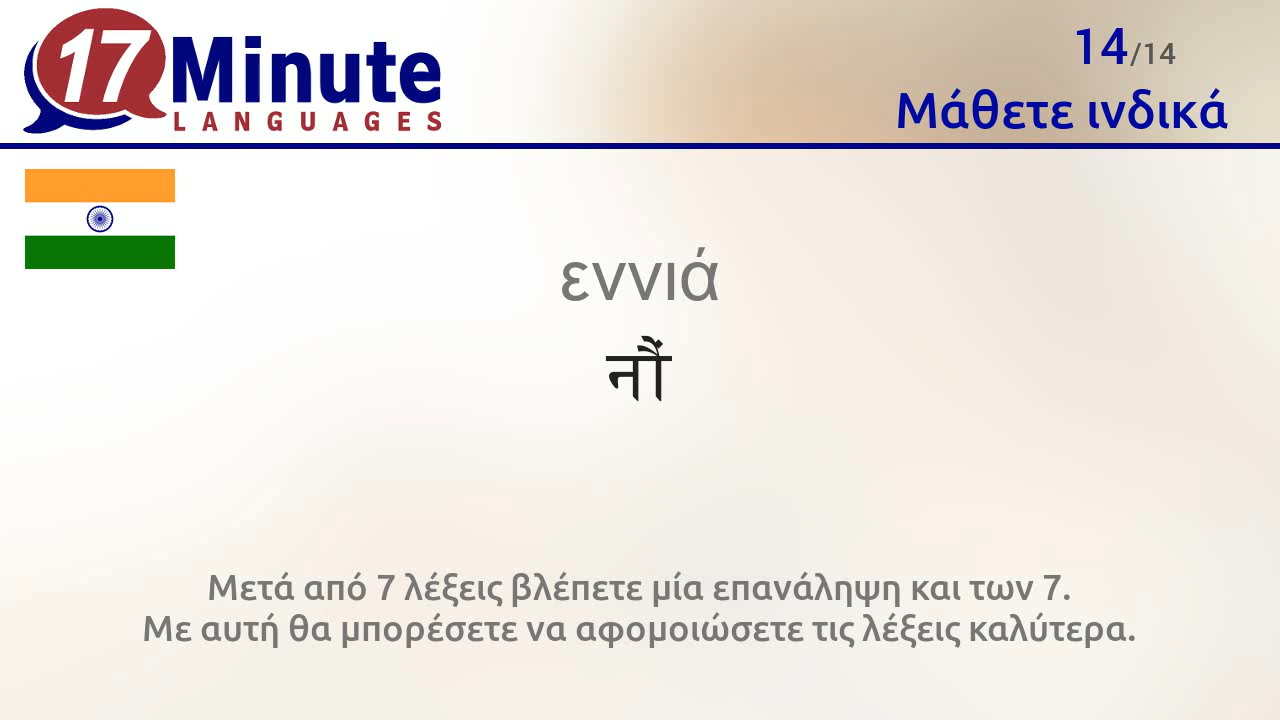 17 Minute
LANGUAGES
14/14
Μάθετε ινδικά
εννιά
नौं
Μετά από 7 λέξεις βλέπετε μία επανάληψη και των 7.
Με αυτή θα μπορέσετε να αφομοιώσετε τις λέξεις καλύτερα.